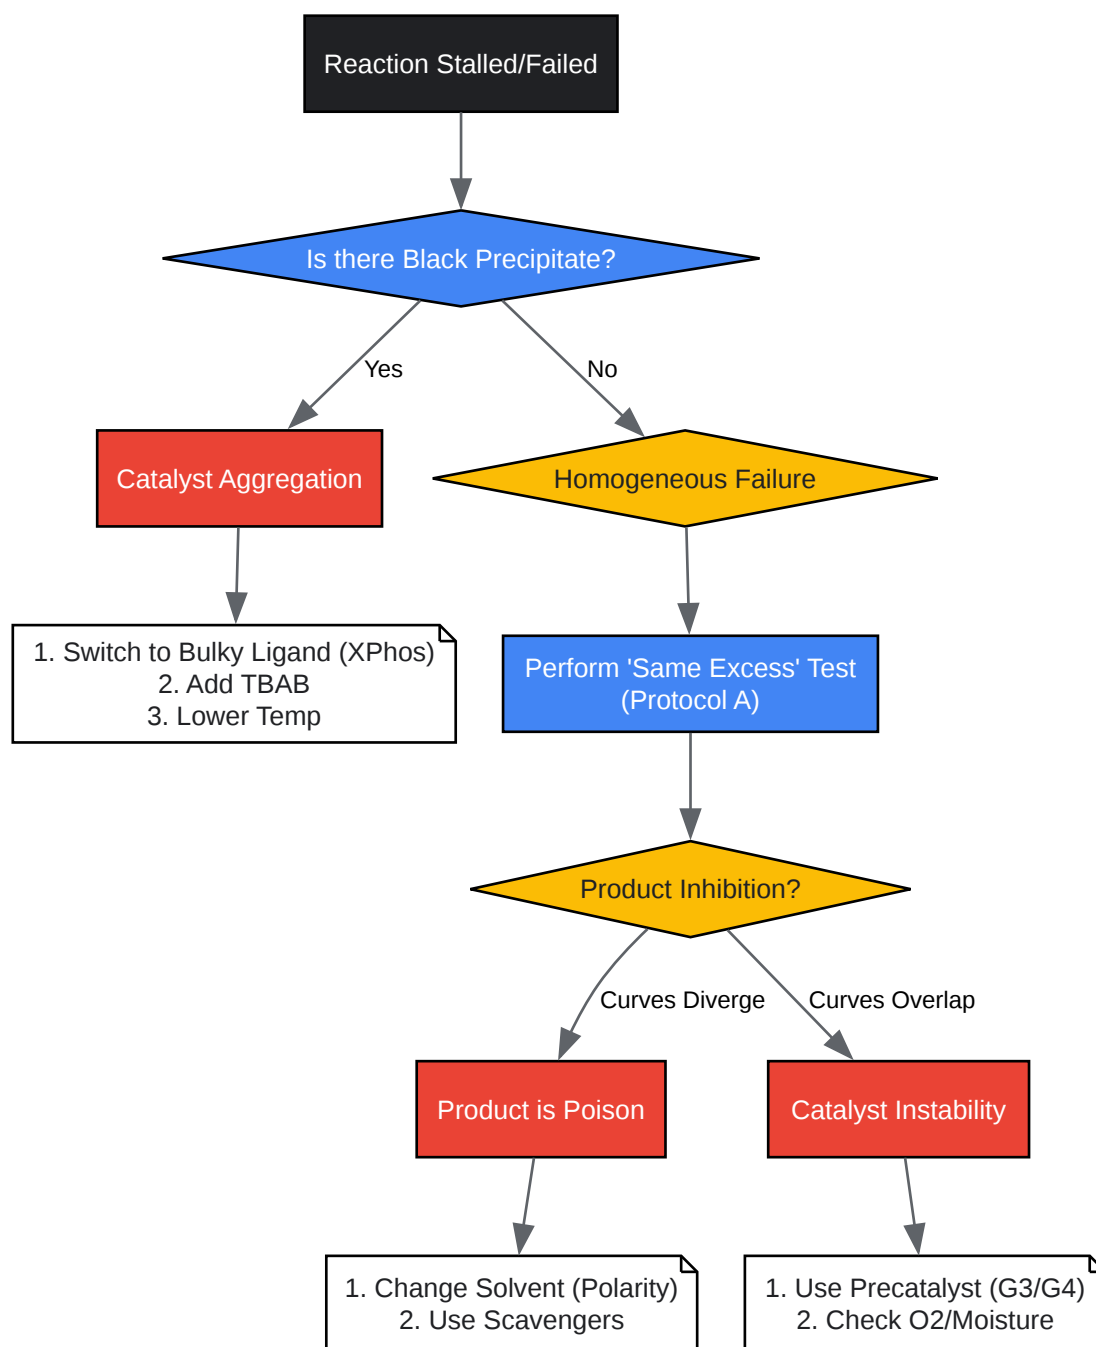 Reaction Stalled/Failed
Is there Black Precipitate?
Yes
No
Catalyst Aggregation
Homogeneous Failure
1. Switch to Bulky Ligand (XPhos)
2. Add TBAB
3. Lower Temp
Perform 'Same Excess' Test
(Protocol A)
Product Inhibition?
Curves Diverge
Curves Overlap
Product is Poison
Catalyst Instability
1. Change Solvent (Polarity)
2. Use Scavengers
1. Use Precatalyst (G3/G4)
2. Check O2/Moisture